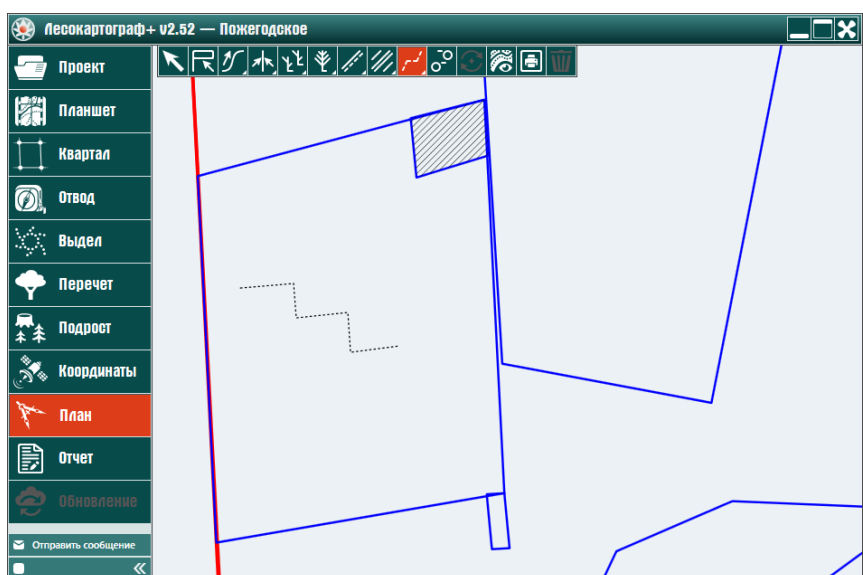 Лесокартограф+ v2.52 — Пожегодское
Проект
Планшет
Квартал
Отвод
Выдел
Перечет
Подрост
Координаты
План
Отчет
Обновление
Отправить сообщение